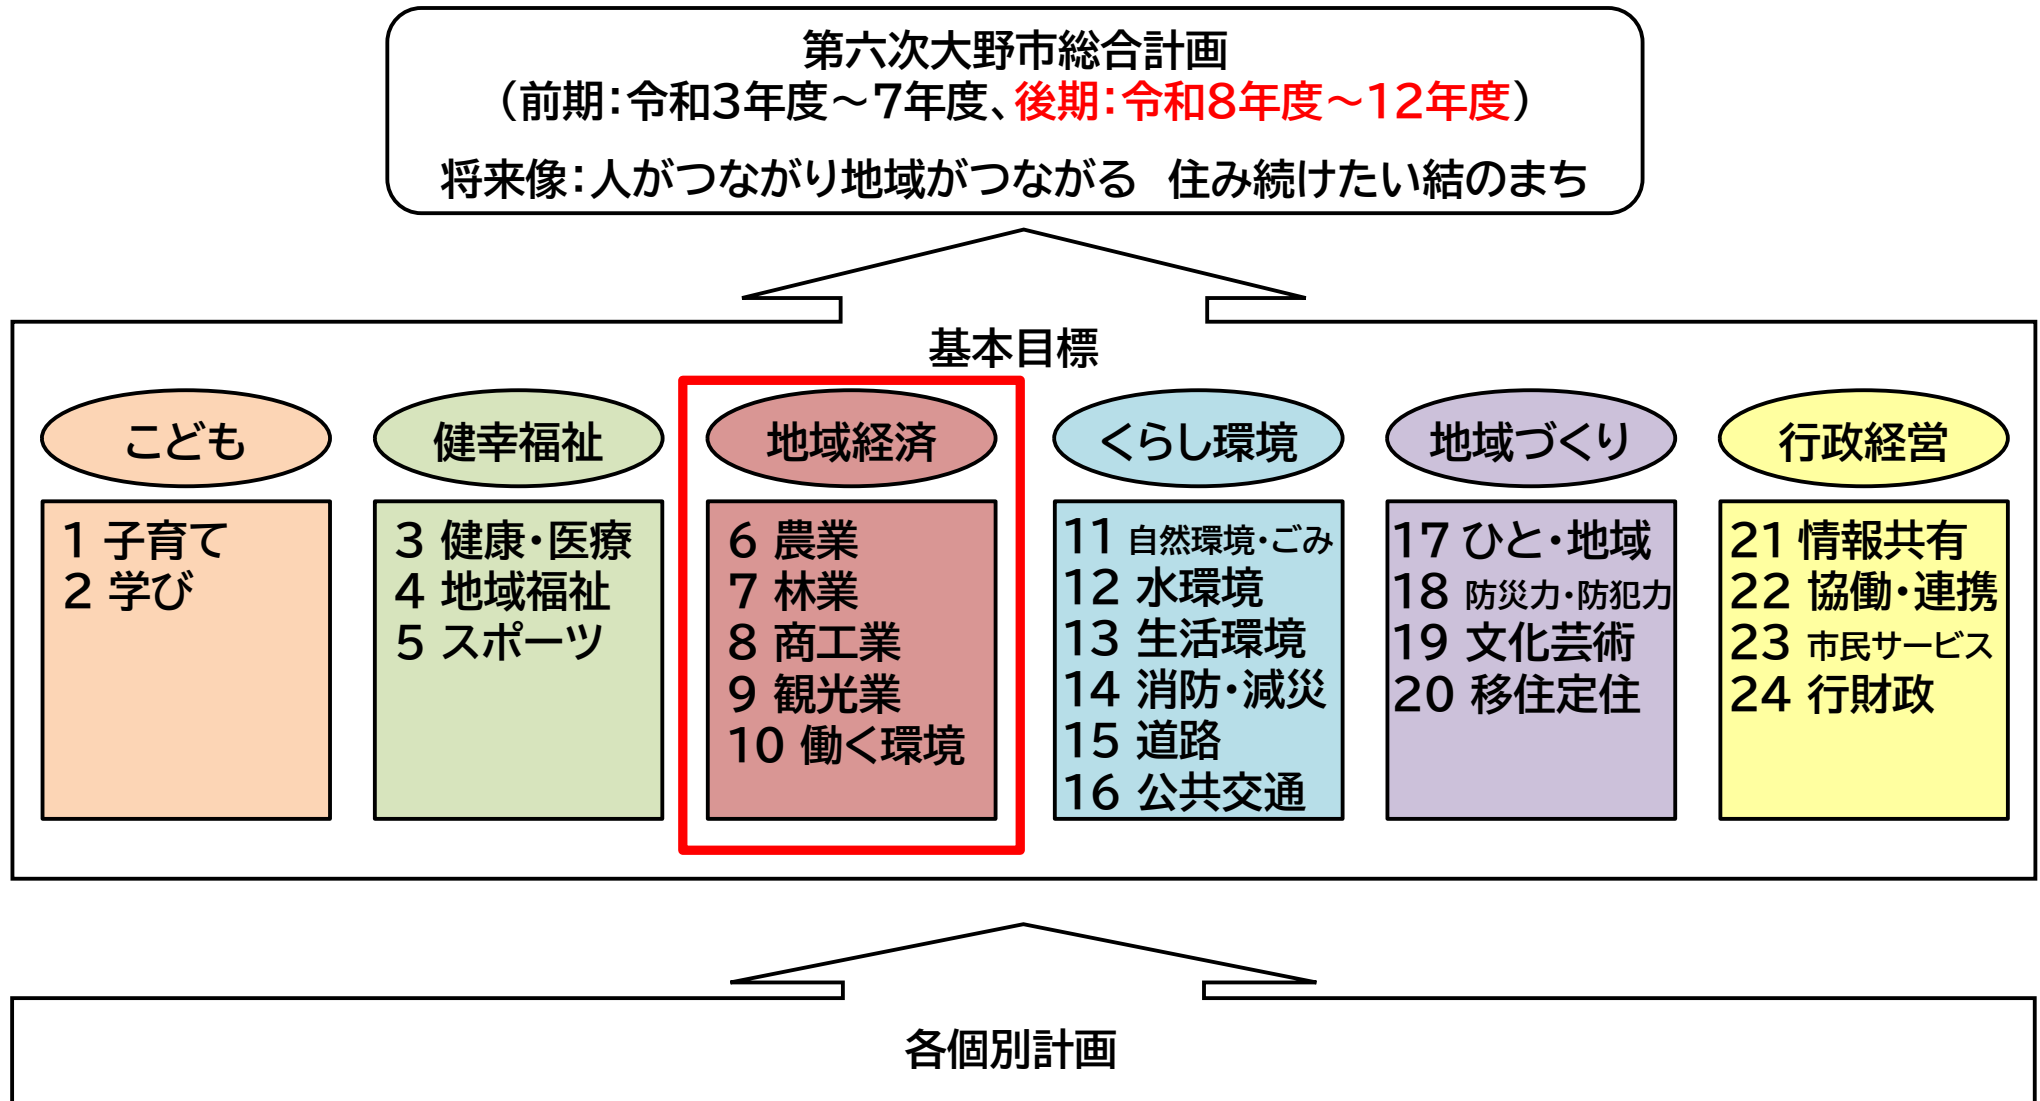 第六次大野市総合計画
（前期：令和3年度～7年度、後期：令和8年度～12年度）
将来像：人がつながり地域がつながる　住み続けたい結のまち
基本目標
こども
1 子育て
2 学び
健幸福祉
3 健康・医療
4 地域福祉
5 スポーツ
地域経済
6 農業
7 林業
8 商工業
9 観光業
10 働く環境
くらし環境
11 自然環境・ごみ
12 水環境
13 生活環境
14 消防・減災
15 道路
16 公共交通
地域づくり
17 ひと・地域
18 防災力・防犯力
19 文化芸術
20 移住定住
行政経営
21 情報共有
22 協働・連携
23 市民サービス
24 行財政
各個別計画